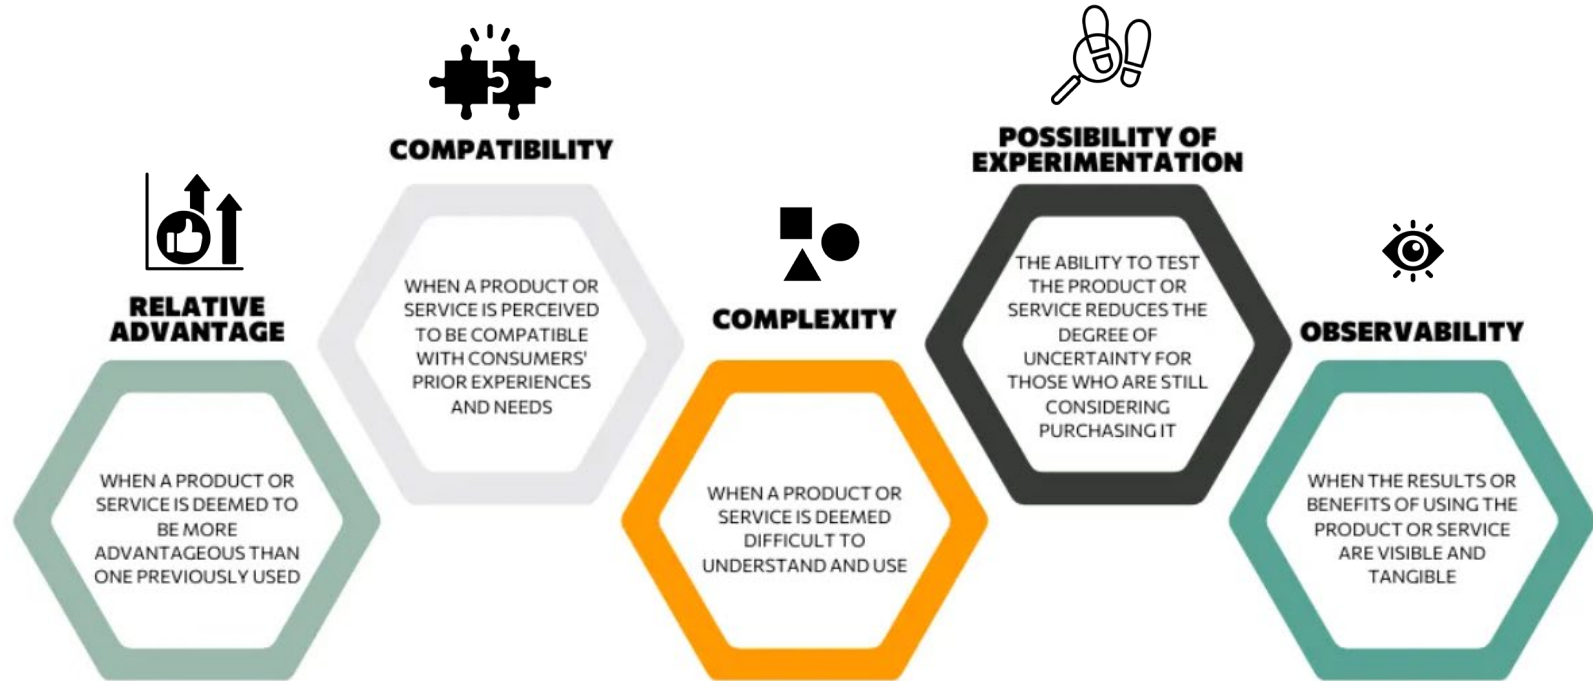 RELATIVE
ADVANTAGE
WHEN A PRODUCT OR
SERVICE IS DEEMED TO
BE MORE
ADVANTAGEOUS THAN
ONE PREVIOUSLY USED
COMPATIBILITY
WHEN A PRODUCT OR
SERVICE IS PERCEIVED
TO BE COMPATIBLE
WITH CONSUMERS'
PRIOR EXPERIENCES
AND NEEDS
COMPLEXITY
WHEN A PRODUCT OR
SERVICE IS DEEMED
DIFFICULT TO
UNDERSTAND AND USE
POSSIBILITY OF
EXPERIMENTATION
THE ABILITY TO TEST
THE PRODUCT OR
SERVICE REDUCES THE
DEGREE OF
UNCERTAINTY FOR
THOSE WHO ARE STILL
CONSIDERING
PURCHASING IT
OBSERVABILITY
WHEN THE RESULTS OR
BENEFITS OF USING THE
PRODUCT OR SERVICE
ARE VISIBLE AND
TANGIBLE